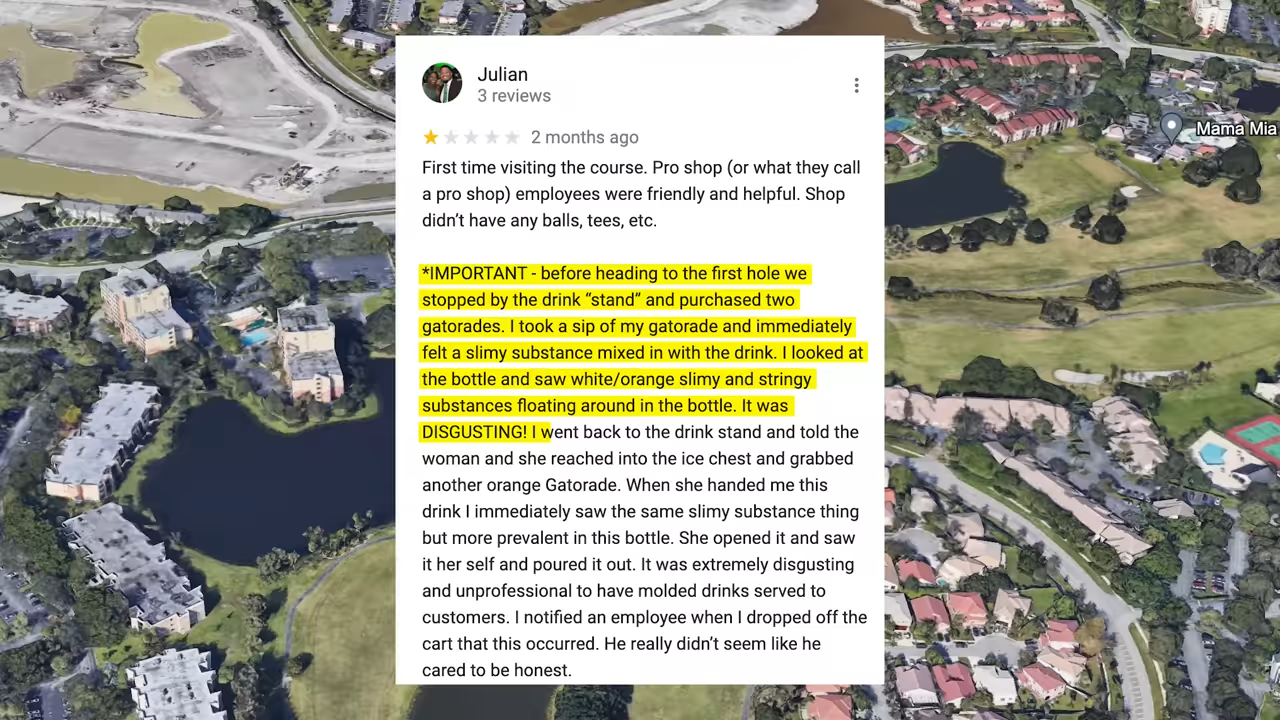 Julian
3 reviews
2 months ago
First time visiting the course. Pro shop (or what they call
a pro shop) employees were friendly and helpful. Shop
didn’t have any balls, tees, etc.
*IMPORTANT - before heading to the first hole we
stopped by the drink “stand” and purchased two
gatorades. I took a sip of my gatorade and immediately
felt a slimy substance mixed in with the drink. I looked at
the bottle and saw white/orange slimy and stringy
substances floating around in the bottle. It was
DISGUSTING! I went back to the drink stand and told the
woman and she reached into the ice chest and grabbed
another orange Gatorade. When she handed me this
drink I immediately saw the same slimy substance thing
but more prevalent in this bottle. She opened it and saw
it her self and poured it out. It was extremely disgusting
and unprofessional to have molded drinks served to
customers. I notified an employee when I dropped off the
cart that this occurred. He really didn’t seem like he
cared to be honest.
Mama Mia